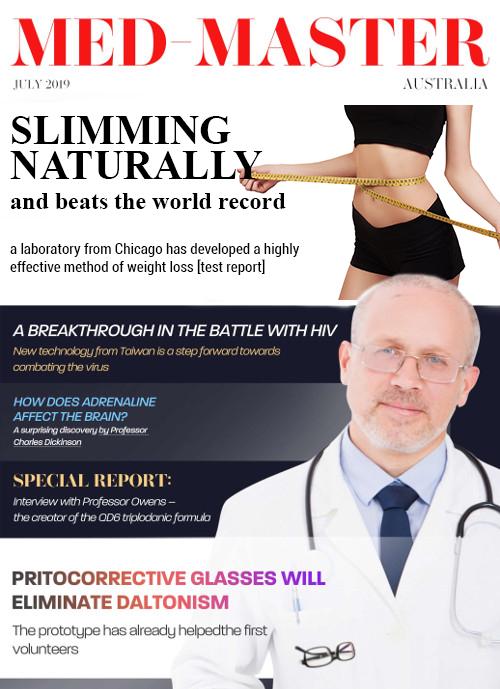 MED-MASTER
JULY 2019
AUSTRALIA
SLIMMING
NATURALLY
and beats the world record
a laboratory from Chicago has developed a highly
effective method of weight loss [test report]
A BREAKTHROUGH IN THE BATTLE WITH HIV
New technology from Taiwan is a step forward towards
combating the virus
HOW DOES ADRENALINE
AFFECT THE BRAIN?
A surprising discovery by Professor
Charles Dickinson
SPECIAL REPORT:
Interview with Professor Owens –
the creator of the OD6 triplodanic formula
PRITOCORRECTIVE GLASSES WILL
ELIMINATE DALTONISM
The prototype has already helpedthe first
volunteers